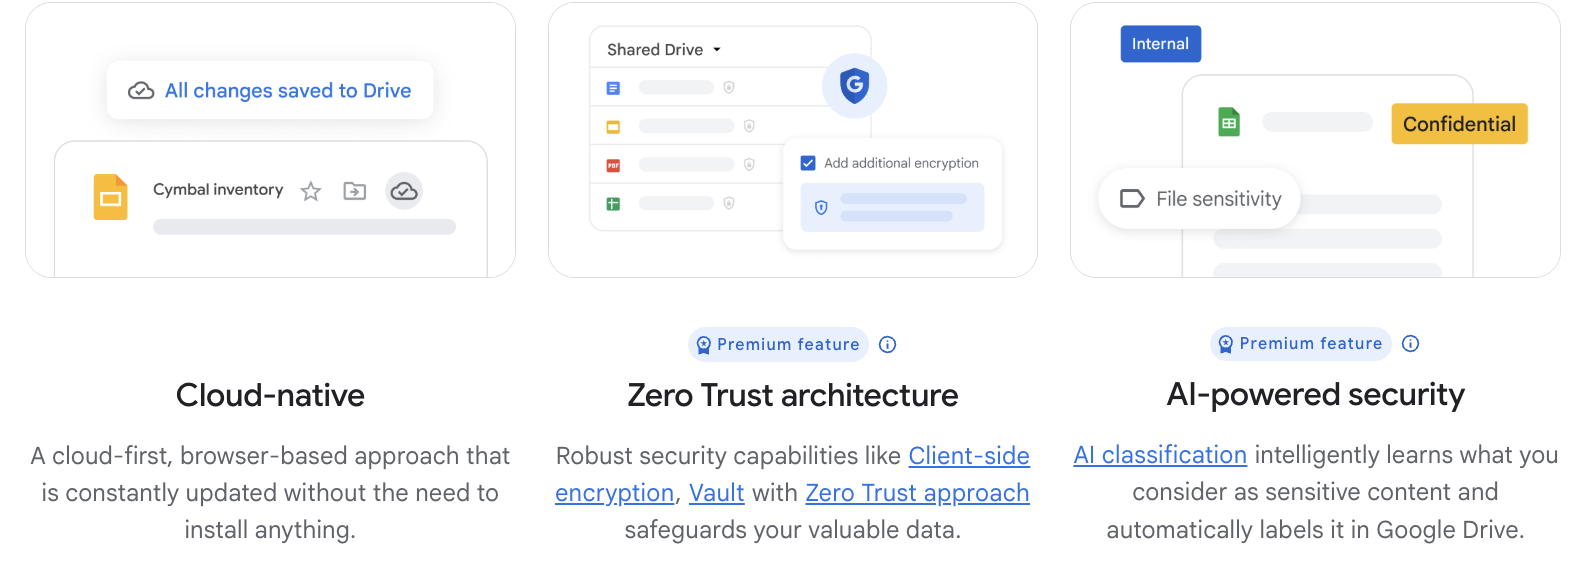 All changes saved to Drive
Cymbal inventory
Cloud-native
A cloud-first, browser-based approach that
is constantly updated without the need to
install anything.
Shared Drive
G
PDF
Add additional encryption
Premium feature
Zero Trust architecture
Robust security capabilities like Client-side
encryption, Vault with Zero Trust approach
safeguards your valuable data.
Internal
Confidential
File sensitivity
Premium feature
AI-powered security
AI classification intelligently learns what you
consider as sensitive content and
automatically labels it in Google Drive.